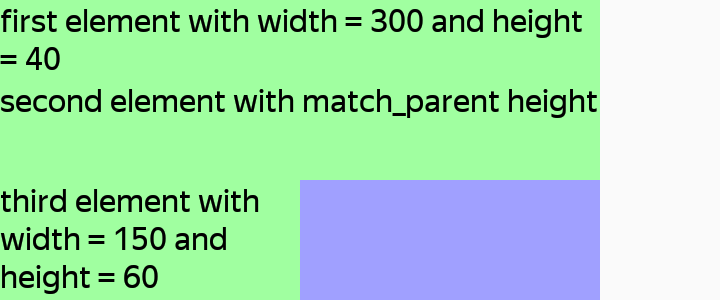 first element with width = 300 and height
= 40
second element with match_parent height
third element with
width = 150 and
height = 60